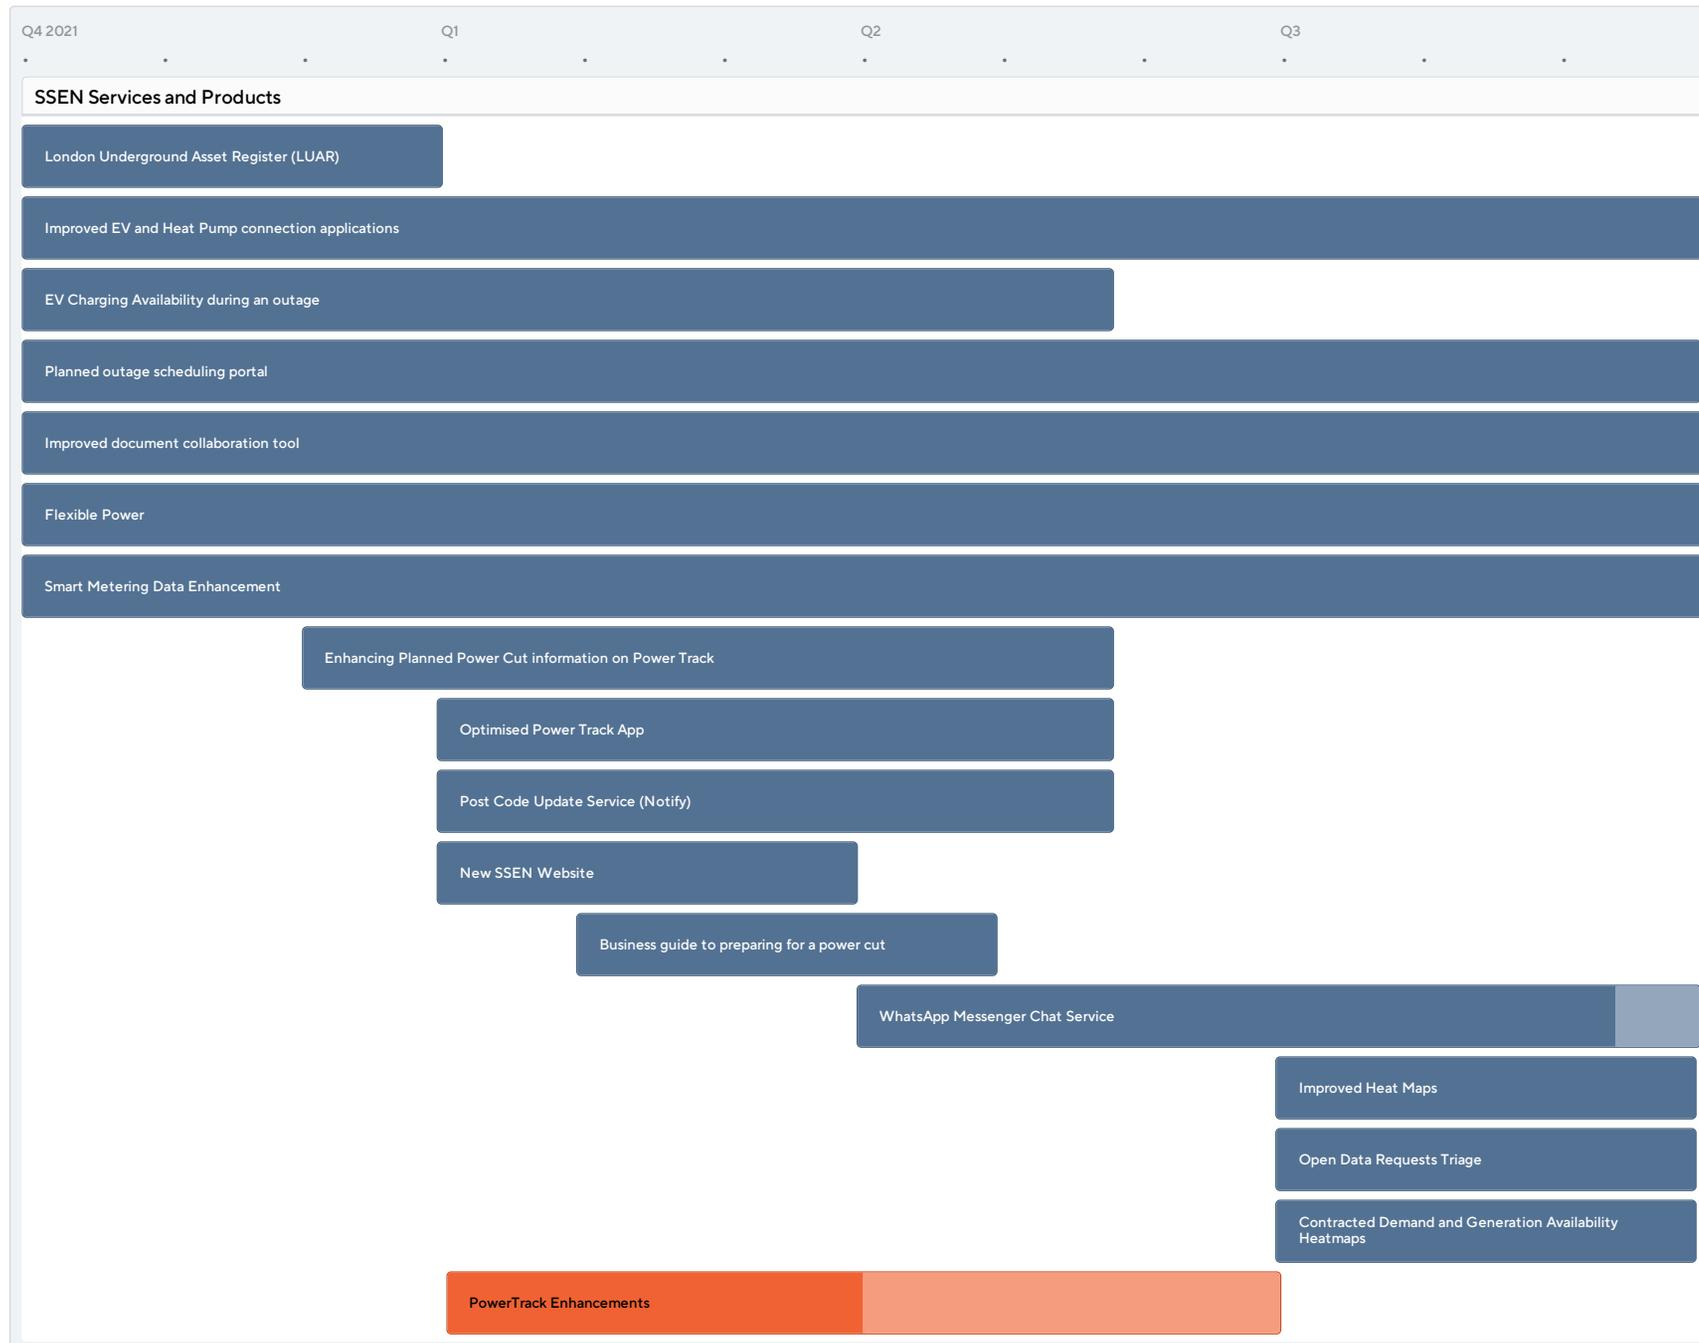 Q4 2021 Q1 Q2 Q3
SSEN Services and Products
London Underground Asset Register (LUAR)
Improved EV and Heat Pump connection applications
EV Charging Availability during an outage
Planned outage scheduling portal
Improved document collaboration tool
Flexible Power
Smart Metering Data Enhancement
Enhancing Planned Power Cut information on Power Track
Optimised Power Track App
Post Code Update Service (Notify)
New SSEN Website
Business guide to preparing for a power cut
WhatsApp Messenger Chat Service
Improved Heat Maps
Open Data Requests Triage
Contracted Demand and Generation Availability
Heatmaps
PowerTrack Enhancements